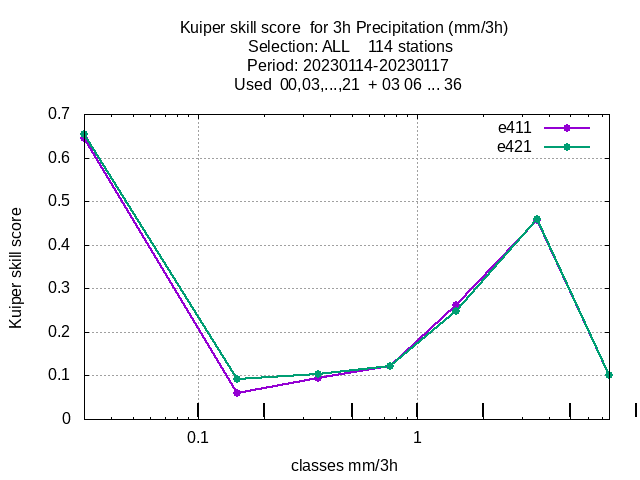 Kuiper skill score  for 3h Precipitation (mm/3h)
Selection: ALL    114 stations
Period: 20230114-20230117
Used  00,03,...,21  + 03 06 ... 36
e411
e421
0.7
0.6
0.5
0.4
0.3
0.2
0.1
0
Kuiper skill score
0.1
1
classes mm/3h